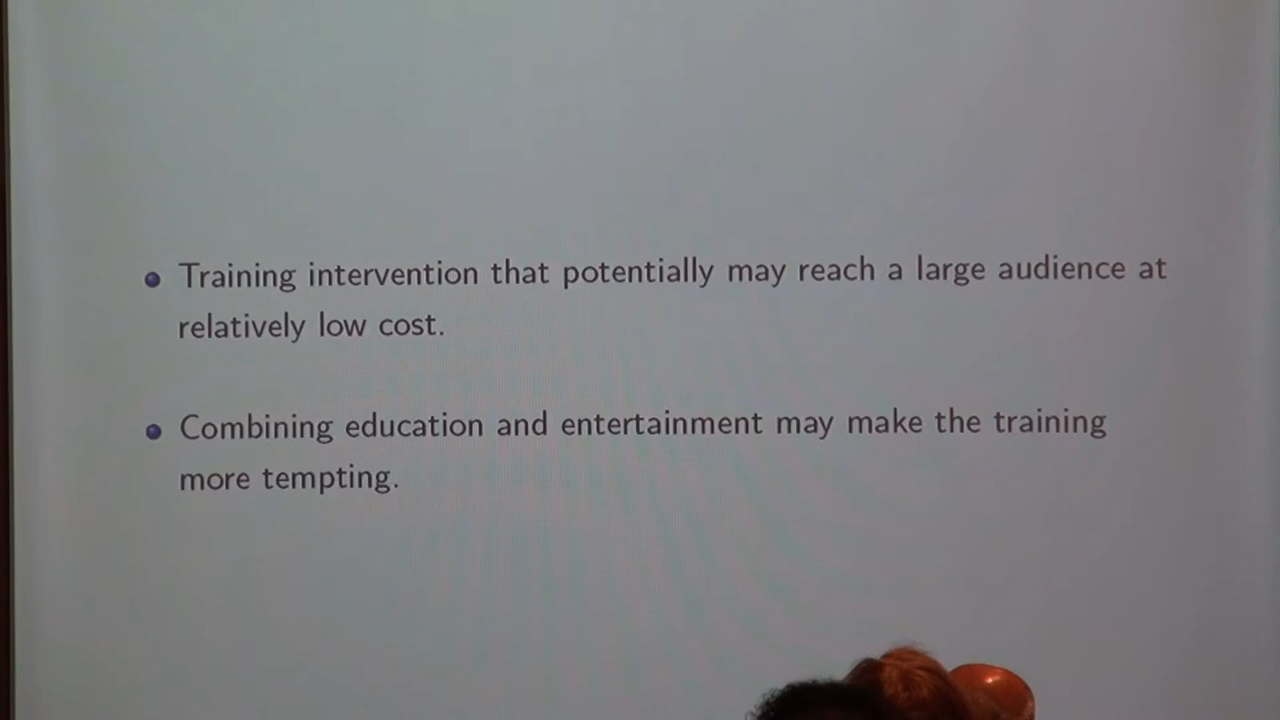 Training intervention that potentially may reach a large audience at
relatively low cost.
Combining education and entertainment may make the training
more tempting.